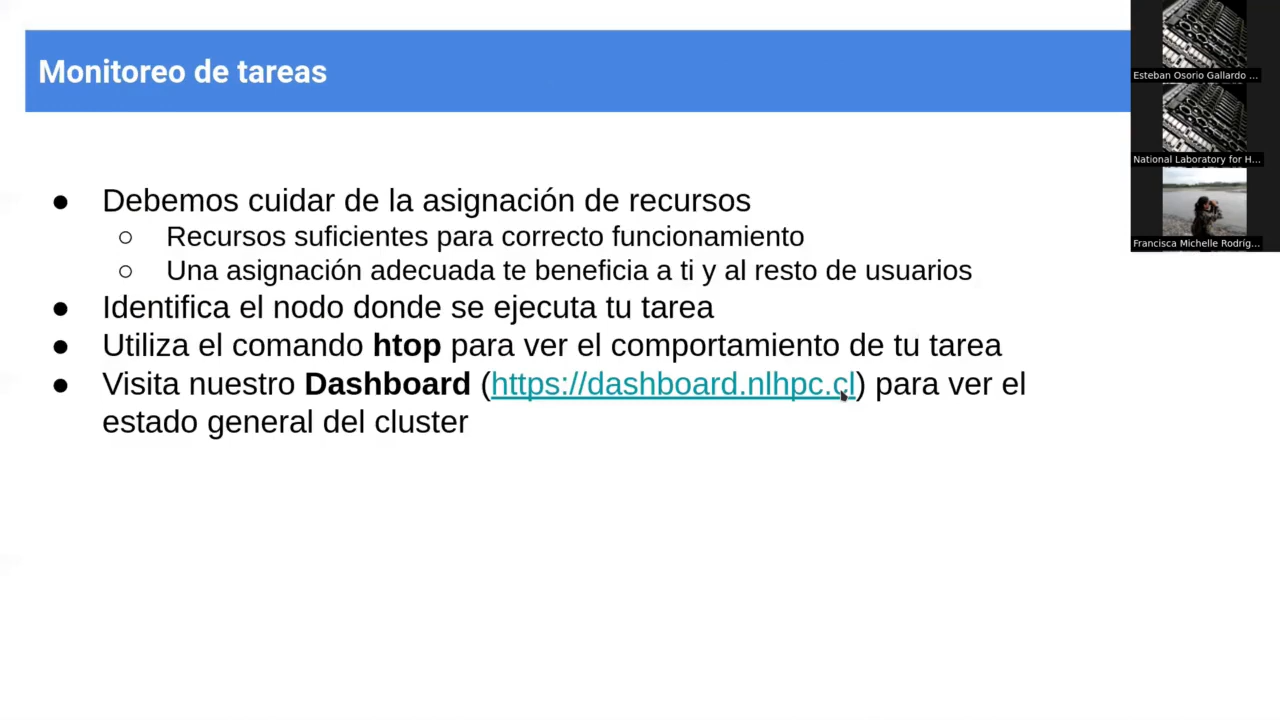 Monitoreo de tareas
● Debemos cuidar de la asignación de recursos
○ Recursos suficientes para correcto funcionamiento
○ Una asignación adecuada te beneficia a ti y al resto de usuarios
● Identifica el nodo donde se ejecuta tu tarea
● Utiliza el comando htop para ver el comportamiento de tu tarea
● Visita nuestro Dashboard (https://dashboard.nlhpc.cl) para ver el
estado general del cluster
Esteban Osorio Gallardo ...
National Laboratory for H...
Francisca Michelle Rodríg...